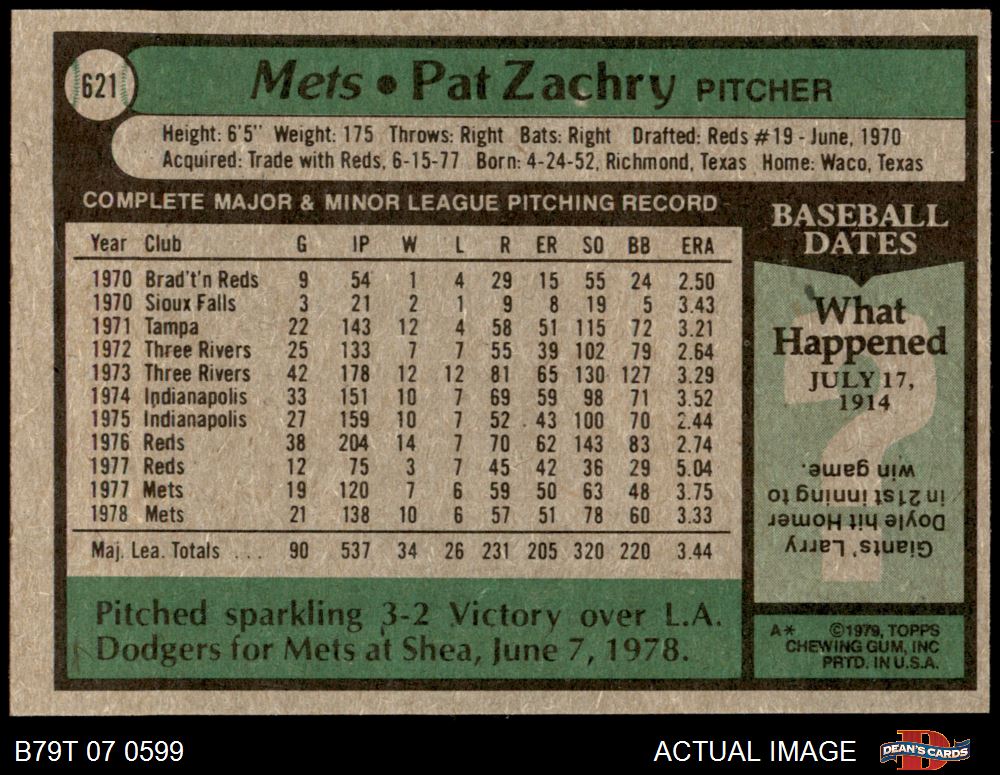 621
Mets • Pat Zachry PITCHER
Height: 6'5" Weight: 175 Throws: Right Bats: Right Drafted: Reds #19 - June, 1970
Acquired: Trade with Reds, 6-15-77 Born: 4-24-52, Richmond, Texas Home: Waco, Texas
COMPLETE MAJOR & MINOR LEAGUE PITCHING RECORD
Year Club G IP W L R ER SO BB ERA
1970 Brad't'n Reds 9 54 1 4 29 15 55 24 2.50
1970 Sioux Falls 3 21 2 1 9 8 19 5 3.43
1971 Tampa 22 143 12 4 58 51 115 72 3.21
1972 Three Rivers 25 133 7 7 55 39 102 79 2.64
1973 Three Rivers 42 178 12 12 81 65 130 127 3.29
1974 Indianapolis 33 151 10 7 69 59 98 71 3.52
1975 Indianapolis 27 159 10 7 52 43 100 70 2.44
1976 Reds 38 204 14 7 70 62 143 83 2.74
1977 Reds 12 75 3 7 45 42 36 29 5.04
1977 Mets 19 120 7 6 59 50 63 48 3.75
1978 Mets 21 138 10 6 57 51 78 60 3.33
Maj. Lea. Totals . . . 90 537 34 26 231 205 320 220 3.44
Pitched sparkling 3-2 Victory over L.A.
Dodgers for Mets at Shea, June 7, 1978.
BASEBALL
DATES
What
Happened
JULY 17,
1914
Giants' Larry
Doyle hit Homer
in 21st inning to
win game.
A* ©1979, TOPPS
CHEWING GUM, INC
PRTD. IN U.S.A.
B79T 07 0599
ACTUAL IMAGE
DEAN'S CARDS